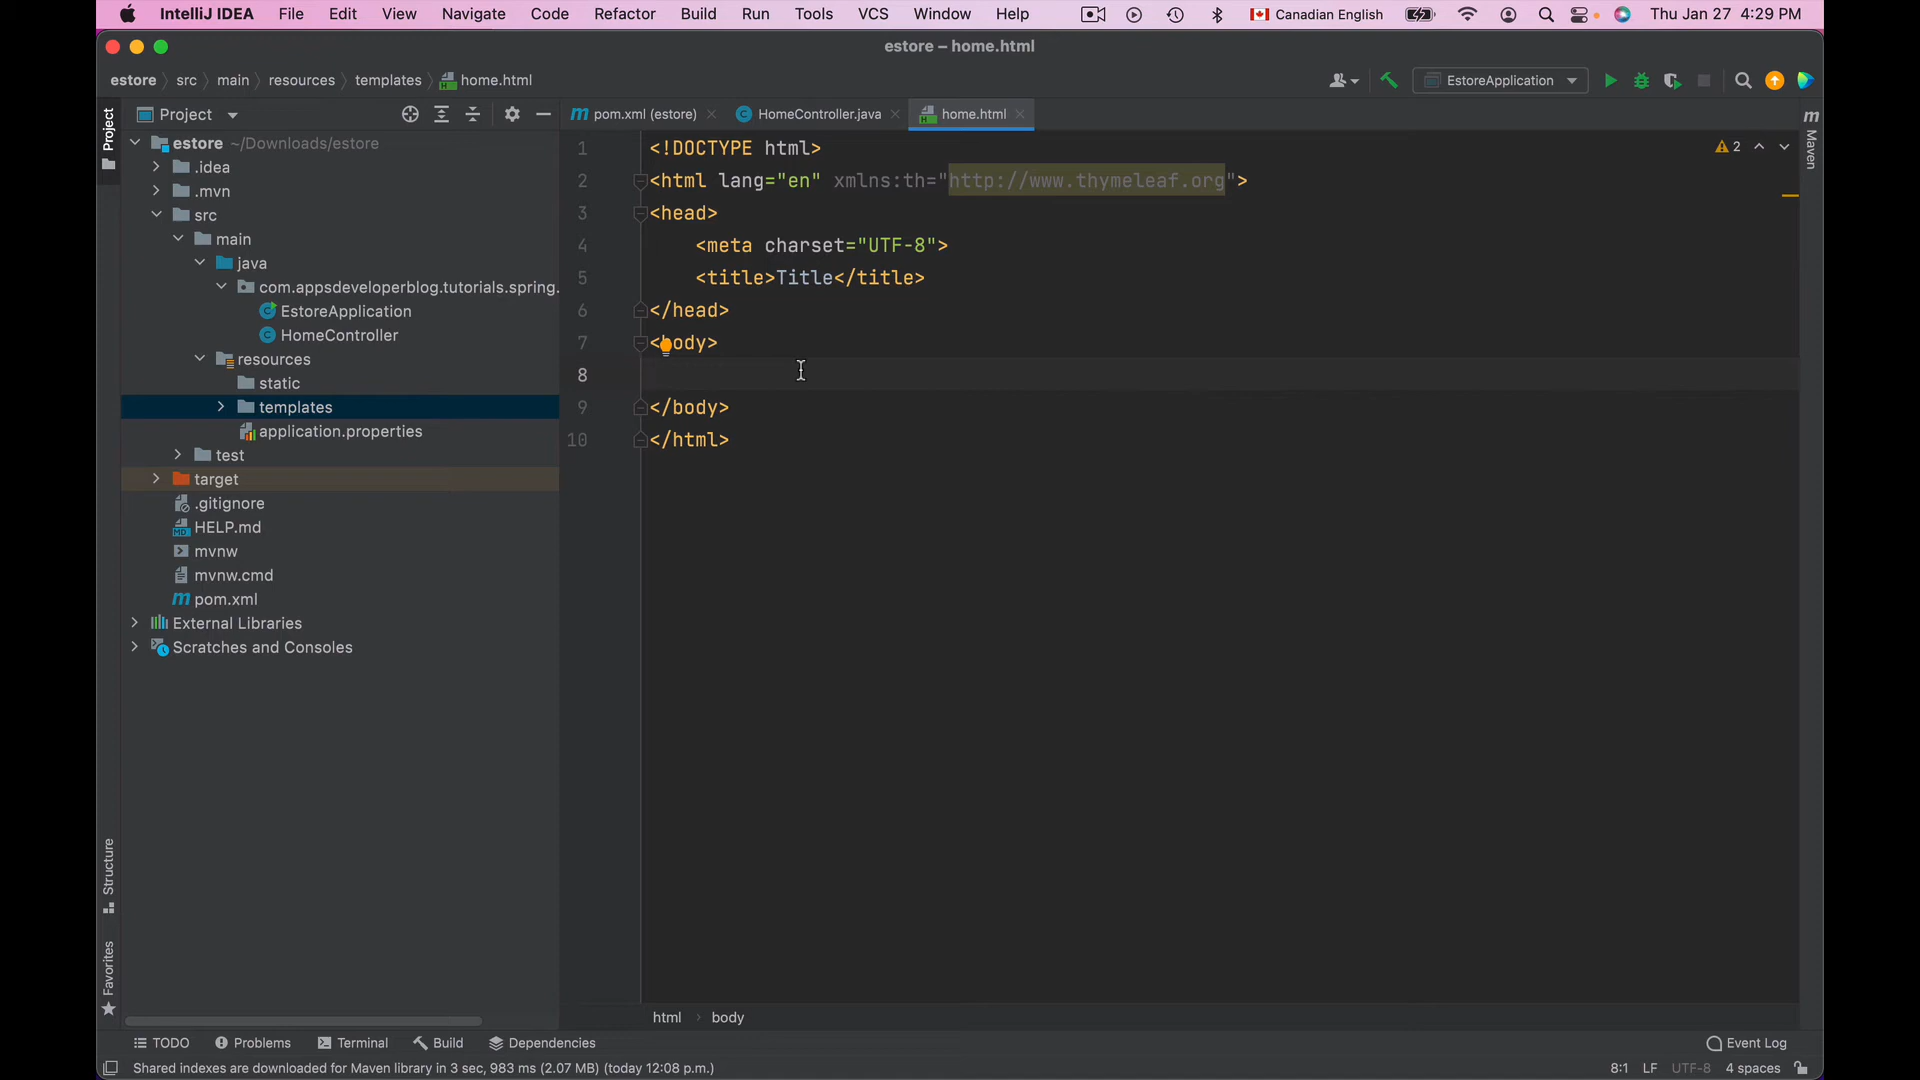 IntelliJ IDEA File Edit View Navigate Code Refactor Build Run Tools VCS Window Help Canadian English Thu Jan 27 4:29 PM
estore – home.html
estore src main resources templates home.html EstoreApplication
Project
Project
pom.xml (estore) HomeController.java home.html
Maven
estore ~/Downloads/estore
.idea
.mvn
src
main
java
com.appsdeveloperblog.tutorials.spring.
EstoreApplication
HomeController
resources
static
templates
application.properties
test
target
.gitignore
HELP.md
mvnw
mvnw.cmd
pom.xml
External Libraries
Scratches and Consoles
1 <!DOCTYPE html>
2 <html lang="en" xmlns:th="http://www.thymeleaf.org">
3 <head>
4 <meta charset="UTF-8">
5 <title>Title</title>
6 </head>
7 <body>
8
9 </body>
10 </html>
2
Structure
Favorites
html body
TODO Problems Terminal Build Dependencies Event Log
Shared indexes are downloaded for Maven library in 3 sec, 983 ms (2.07 MB) (today 12:08 p.m.) 8:1 LF UTF-8 4 spaces